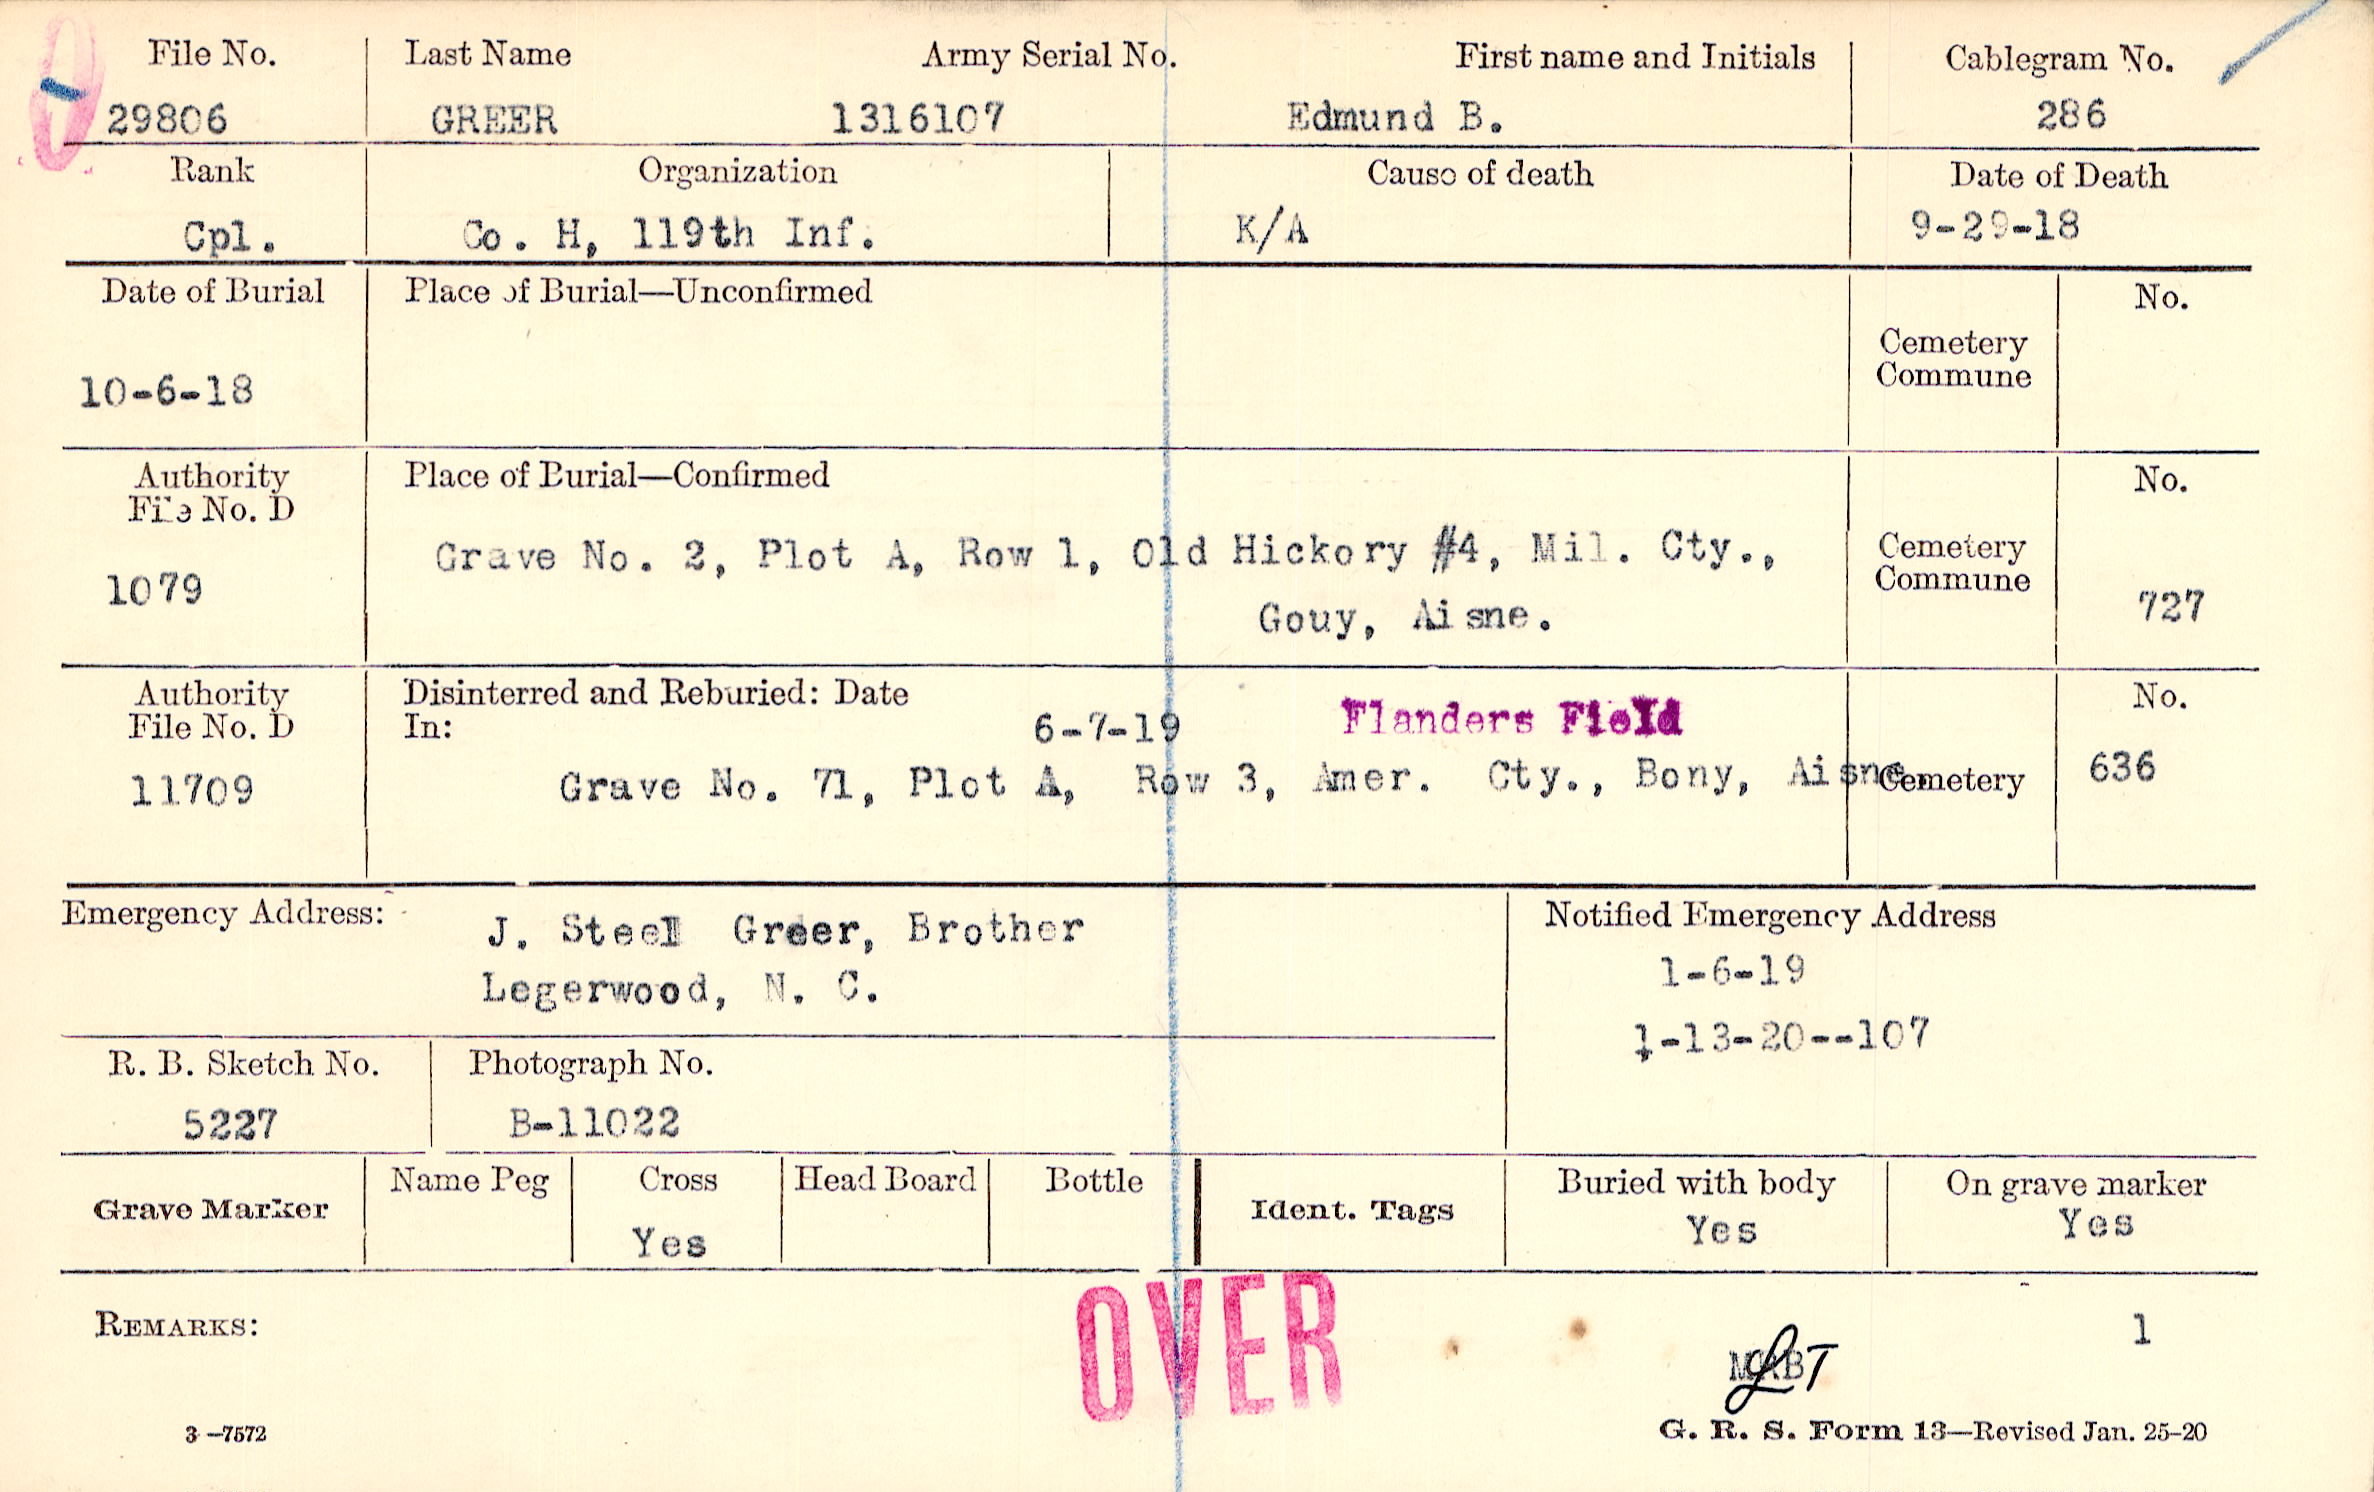 File No. Last Name Army Serial No. First name and Initials Cablegram No.
29806 GREER 1316107 Edmund B. 286
Rank Organization Cause of death Date of Death
Cpl. Co. H, 119th Inf. K/A 9-29-18
Date of Burial Place of Burial—Unconfirmed No.
Cemetery
Commune
10-6-18
Authority Place of Burial—Confirmed No.
File No. D
Grave No. 2, Plot A, Row 1, Old Hickory #4, Mil. Cty., Cemetery
1079 Commune
Gouy, Aisne. 727
Authority Disinterred and Reburied: Date No.
File No. D In: 6-7-19 Flanders Field
11709 Grave No. 71, Plot A, Row 3, Amer. Cty., Bony, Aisne. Cemetery 636
Emergency Address: J. Steel Greer, Brother Notified Emergency Address
Legerwood, N. C. 1-6-19
1-13-20--107
R. B. Sketch No. Photograph No.
5227 B-11022
Grave Marker Name Peg Cross Head Board Bottle Ident. Tags Buried with body On grave marker
Yes Yes Yes
OVER
REMARKS: 1
3—7572 G. R. S. Form 13—Revised Jan. 25-20